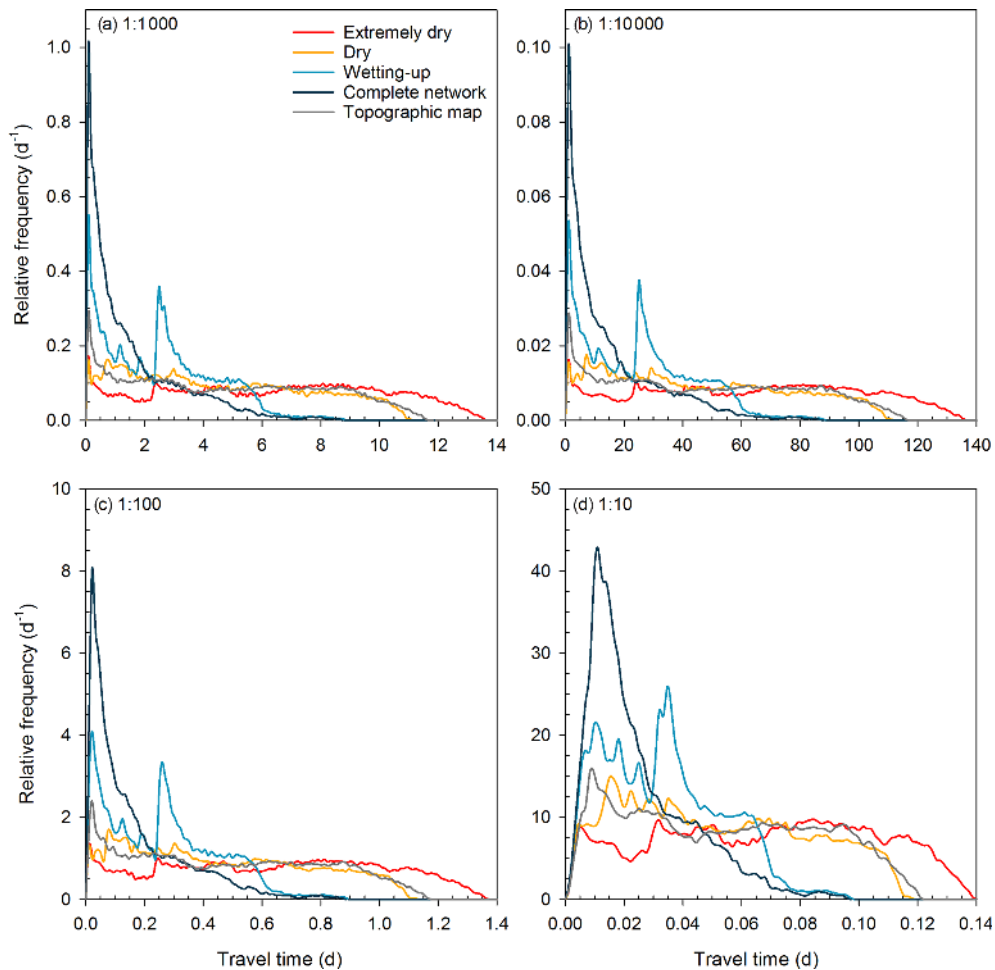 (a) 1:1000
Extremely dry
Dry
Wetting-up
Complete network
Topographic map
Relative frequency (d-1)
1.0
0.8
0.6
0.4
0.2
0.0
0 2 4 6 8 10 12 14
(b) 1:10000
0.10
0.08
0.06
0.04
0.02
0.00
0 20 40 60 80 100 120 140
(c) 1:100
Relative frequency (d-1)
10
8
6
4
2
0
0.0 0.2 0.4 0.6 0.8 1.0 1.2 1.4
Travel time (d)
(d) 1:10
50
40
30
20
10
0
0.00 0.02 0.04 0.06 0.08 0.10 0.12 0.14
Travel time (d)